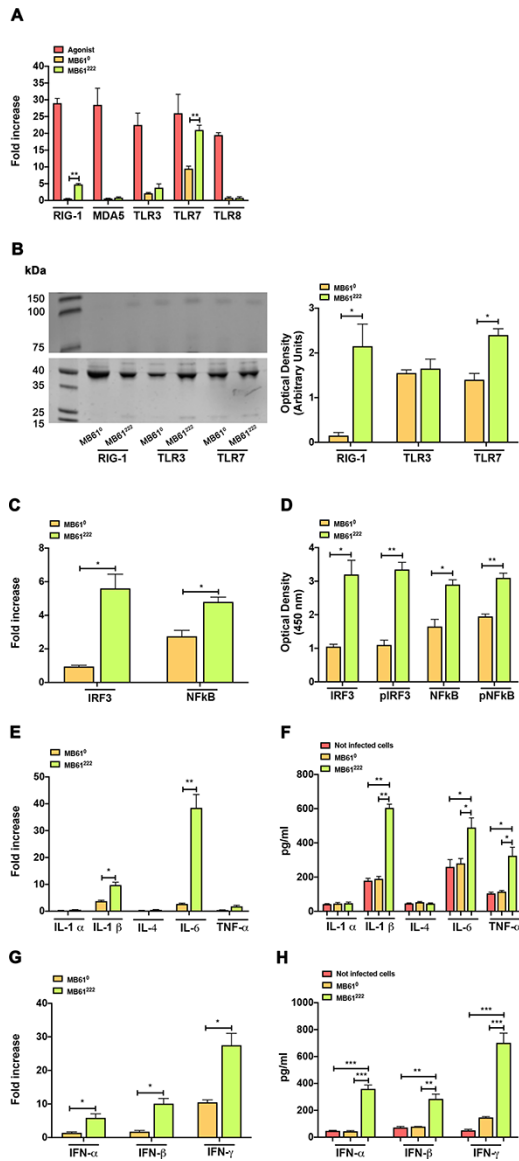 A
Agonist
MB61⁰
MB61²²²
Fold increase
40
30
25
20
15
10
5
0
**
**
RIG-1 MDA5 TLR3 TLR7 TLR8
B
kDa
150
100
75
40
35
25
15
MB61⁰ MB61²²² MB61⁰ MB61²²² MB61⁰ MB61²²²
RIG-1 TLR3 TLR7
MB61⁰
MB61²²²
Optical Density
(Arbitrary Units)
3
2
1
0
*
*
RIG-1 TLR3 TLR7
C
MB61⁰
MB61²²²
Fold increase
8
6
4
2
0
*
*
IRF3 NFkB
D
MB61⁰
MB61²²²
Optical Density
(450 nm)
5
4
3
2
1
0
*
**
*
**
IRF3 pIRF3 NFkB pNFkB
E
MB61⁰
MB61²²²
Fold increase
40
30
20
10
0
*
**
IL-1 α IL-1 β IL-4 IL-6 TNF-α
F
Not infected cells
MB61⁰
MB61²²²
pg/ml
800
600
400
200
0
**
**
*
*
*
*
IL-1 α IL-1 β IL-4 IL-6 TNF-α
G
MB61⁰
MB61²²²
Fold increase
40
30
20
10
0
*
*
*
IFN-α IFN-β IFN-γ
H
Not infected cells
MB61⁰
MB61²²²
pg/ml
1000
800
600
400
200
0
***
***
**
**
***
***
IFN-α IFN-β IFN-γ